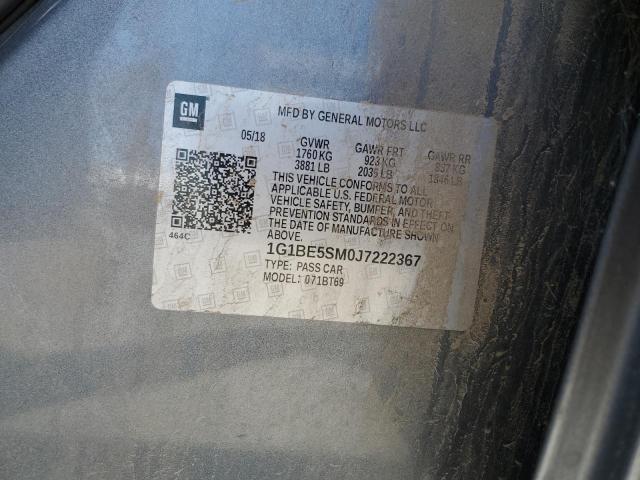 GM
MFD BY GENERAL MOTORS LLC
05/18 GVWR GAWR FRT GAWR RR
1760 KG 923 KG 837 KG
3881 LB 2035 LB 1846 LB
THIS VEHICLE CONFORMS TO ALL
APPLICABLE U.S. FEDERAL MOTOR
VEHICLE SAFETY, BUMPER, AND THEFT
PREVENTION STANDARDS IN EFFECT ON
THE DATE OF MANUFACTURE SHOWN
ABOVE.
464C
1G1BE5SM0J7222367
TYPE: PASS CAR
MODEL: 071BT69